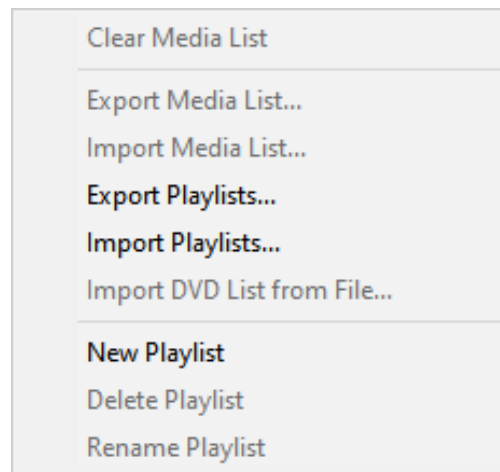 Clear Media List
Export Media List...
Import Media List...
Export Playlists...
Import Playlists...
Import DVD List from File...
New Playlist
Delete Playlist
Rename Playlist